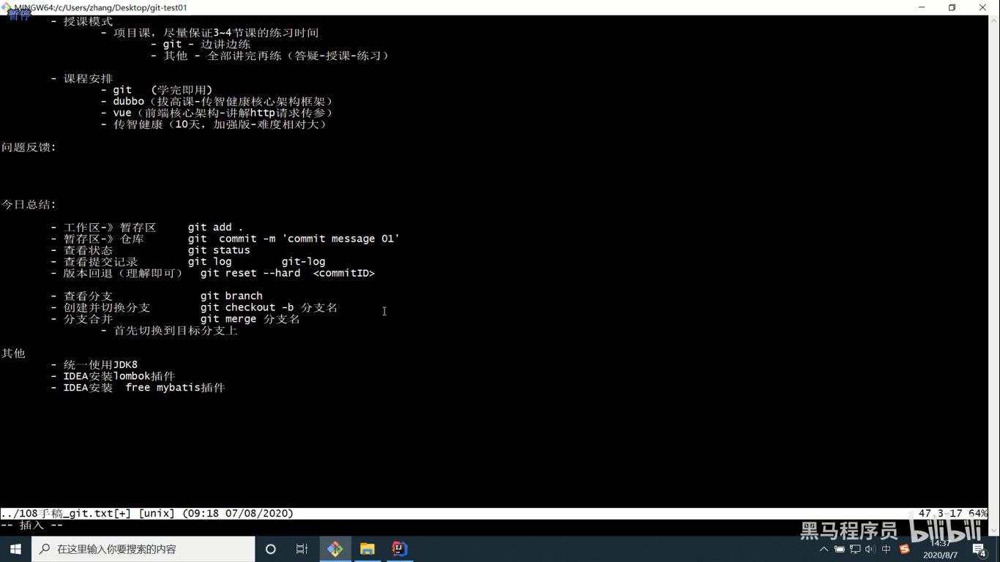 MINGW64:/c/Users/zhang/Desktop/git-test01
暂停
- 授课模式
- 项目课，尽量保证3~4节课的练习时间
- git - 边讲边练
- 其他 - 全部讲完再练（答疑-授课-练习）
- 课程安排
- git （学完即用）
- dubbo（拔高课-传智健康核心架构框架）
- vue（前端核心架构-讲解http请求传参）
- 传智健康（10天，加强版-难度相对大）
问题反馈:
今日总结:
- 工作区-》暂存区 git add .
- 暂存区-》仓库 git commit -m 'commit message 01'
- 查看状态 git status
- 查看提交记录 git log git-log
- 版本回退（理解即可） git reset --hard <commitID>
- 查看分支 git branch
- 创建并切换分支 git checkout -b 分支名
- 分支合并 git merge 分支名
- 首先切换到目标分支上
其他
- 统一使用JDK8
- IDEA安装lombok插件
- IDEA安装 free mybatis插件
../108手稿_git.txt[+] [unix] (09:18 07/08/2020) 47,3-17 64%
-- 插入 --
黑马程序员 bilibili
在这里输入你要搜索的内容
中
14:37
2020/8/7
4